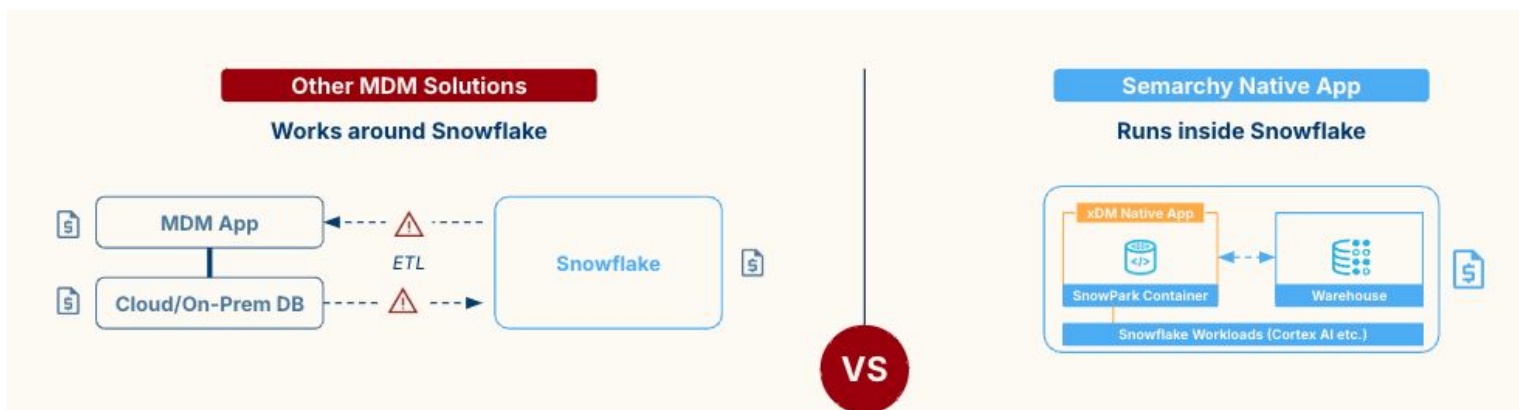 Other MDM Solutions
Works around Snowflake
MDM App
ETL
Cloud/On-Prem DB
Snowflake
VS
Semarchy Native App
Runs inside Snowflake
xDM Native App
SnowPark Container
Warehouse
Snowflake Workloads (Cortex AI etc.)